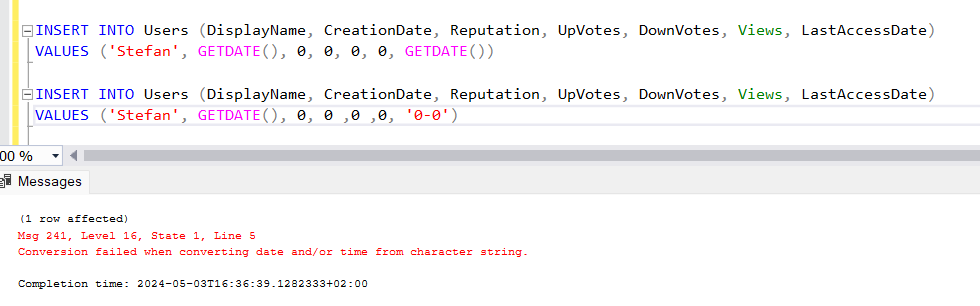 INSERT INTO Users (DisplayName, CreationDate, Reputation, UpVotes, DownVotes, Views, LastAccessDate)
VALUES ('Stefan', GETDATE(), 0, 0, 0, 0, GETDATE())
INSERT INTO Users (DisplayName, CreationDate, Reputation, UpVotes, DownVotes, Views, LastAccessDate)
VALUES ('Stefan', GETDATE(), 0, 0 ,0 ,0, '0-0')
00 %
Messages
(1 row affected)
Msg 241, Level 16, State 1, Line 5
Conversion failed when converting date and/or time from character string.
Completion time: 2024-05-03T16:36:39.1282333+02:00